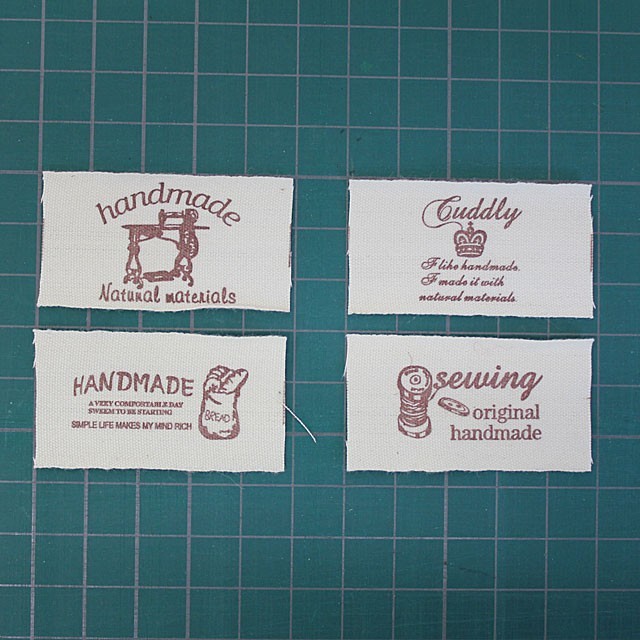 handmade
Natural materials
Cuddly
I like handmade.
I made it with
natural materials.
HANDMADE
A VERY COMPORTABLE DAY
SWEEM TO BE STARTING
SIMPLE LIFE MAKES MY MIND RICH
BREAD
sewing
original
handmade